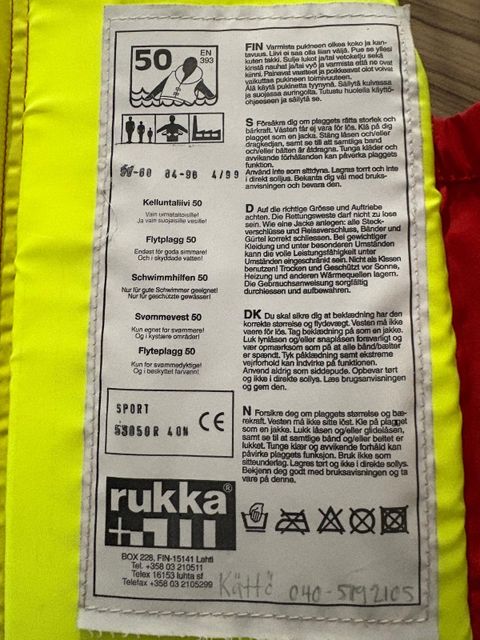 50
EN
393
50-60 84-96 4/99
Kelluntaliivi 50
Vain uimataitoisille!
Ja vain suojaisille vesille!
Flytplagg 50
Endast för goda simmare!
Och i skyddade vatten!
Schwimmhilfen 50
Nur für gute Schwimmer geeignet!
Nur für geschützte gewässer!
Svømmevest 50
Kun egnet for svømmere!
Og i kystære områder!
Flyteplagg 50
Kun for svømmedyktige!
Og i beskyttet farvann!
SPORT
40N
CE
rukka®
BOX 228, FIN-15141 Lahti
Tel. +358 03 210511
Telex 16153 luhta sf
Telefax +358 03 2105299
FIN Varmista pukineen oikea koko ja kan-
tavuus. Liivi ei saa olla liian väljä. Pue se yllesi
kuten takki. Sulje lukot ja/tai vetoketju sekä
kiristä nauhat ja/tai vyö ja varmista että ne ovat
kiinni. Painavat vaatteet ja poikkeavat olot voivat
vaikuttaa pukineen toimivuuteen.
Älä käytä pukinetta tyynynä. Säilytä kuivassa
ja suojassa auringolta. Tutustu huolella käyttö-
ohjeeseen ja säilytä se.
S Försäkra dig om plaggets rätta storlek och
bärkraft. Västen får ej vara för lös. Klä på dig
plagget som en jacka. Stäng låsen och/eller
dragkedjan, samt se till att samtliga band
och/eller bälten är åtdragna. Tunga kläder och
avvikande förhållanden kan påverka plaggets
funktion.
Använd inte som sittdyna. Lagras torrt och inte
i direkt soljus. Bekanta dig väl med bruks-
anvisningen och bevara den.
D Auf die richtige Grösse und Auftriebe
achten. Die Rettungsweste darf nicht zu lose
sein. Wie eine Jacke anlegen: alle Steck-
verschlüsse und Reissverschluss, Bänder und
Gürtel korrekt schliessen. Bei gewichtiger
Kleidung und unter besonderen Umständen
kann die volle Leistungsfähigkeit unter
Umständen eingeschränkt sein. Nicht als Kissen
benutzen! Trocken und Geschützt vor Sonne,
Heizung und anderen Wärmequellen lagern.
Die Gebrauchsanweisung sorgfältig
durchlesen und aufbewahren.
DK Du skal sikre dig at beklædning har den
korrekte størrelse og flydevægt. Vesten må ikke
være for løs. Tag beklædning på som en jakke.
Luk lynlåsen og/eller snaplåsen forsvarligt og
vær opmærksom som på at alle bånd/bælter
er spændt. Tyk påklædning samt ekstreme
vejrforhold kan indvirke på funktionen.
Anvend aldrig som siddepude. Opbevar tørt
og ikke i direkte sollys. Læs brugsanvisningen
og gem den.
N Forsikre deg om plaggets størrelse og bæ-
rekraft. Vesten må ikke sitte løst. Kle på plagget
som en jakke. Lukk låsen og/eller glidelåsen,
samt se til at samtlige bånd og/eller beltet er
lukket. Tunge klær og avvikende forhold kan
påvirke plaggets funksjon. Bruk ikke som
sitteunderlag. Lagres tørt og ikke i direkte sollys.
Bekjenn deg godt med bruksanvisning og ta
vare på denne.
Kättö 040-5792105